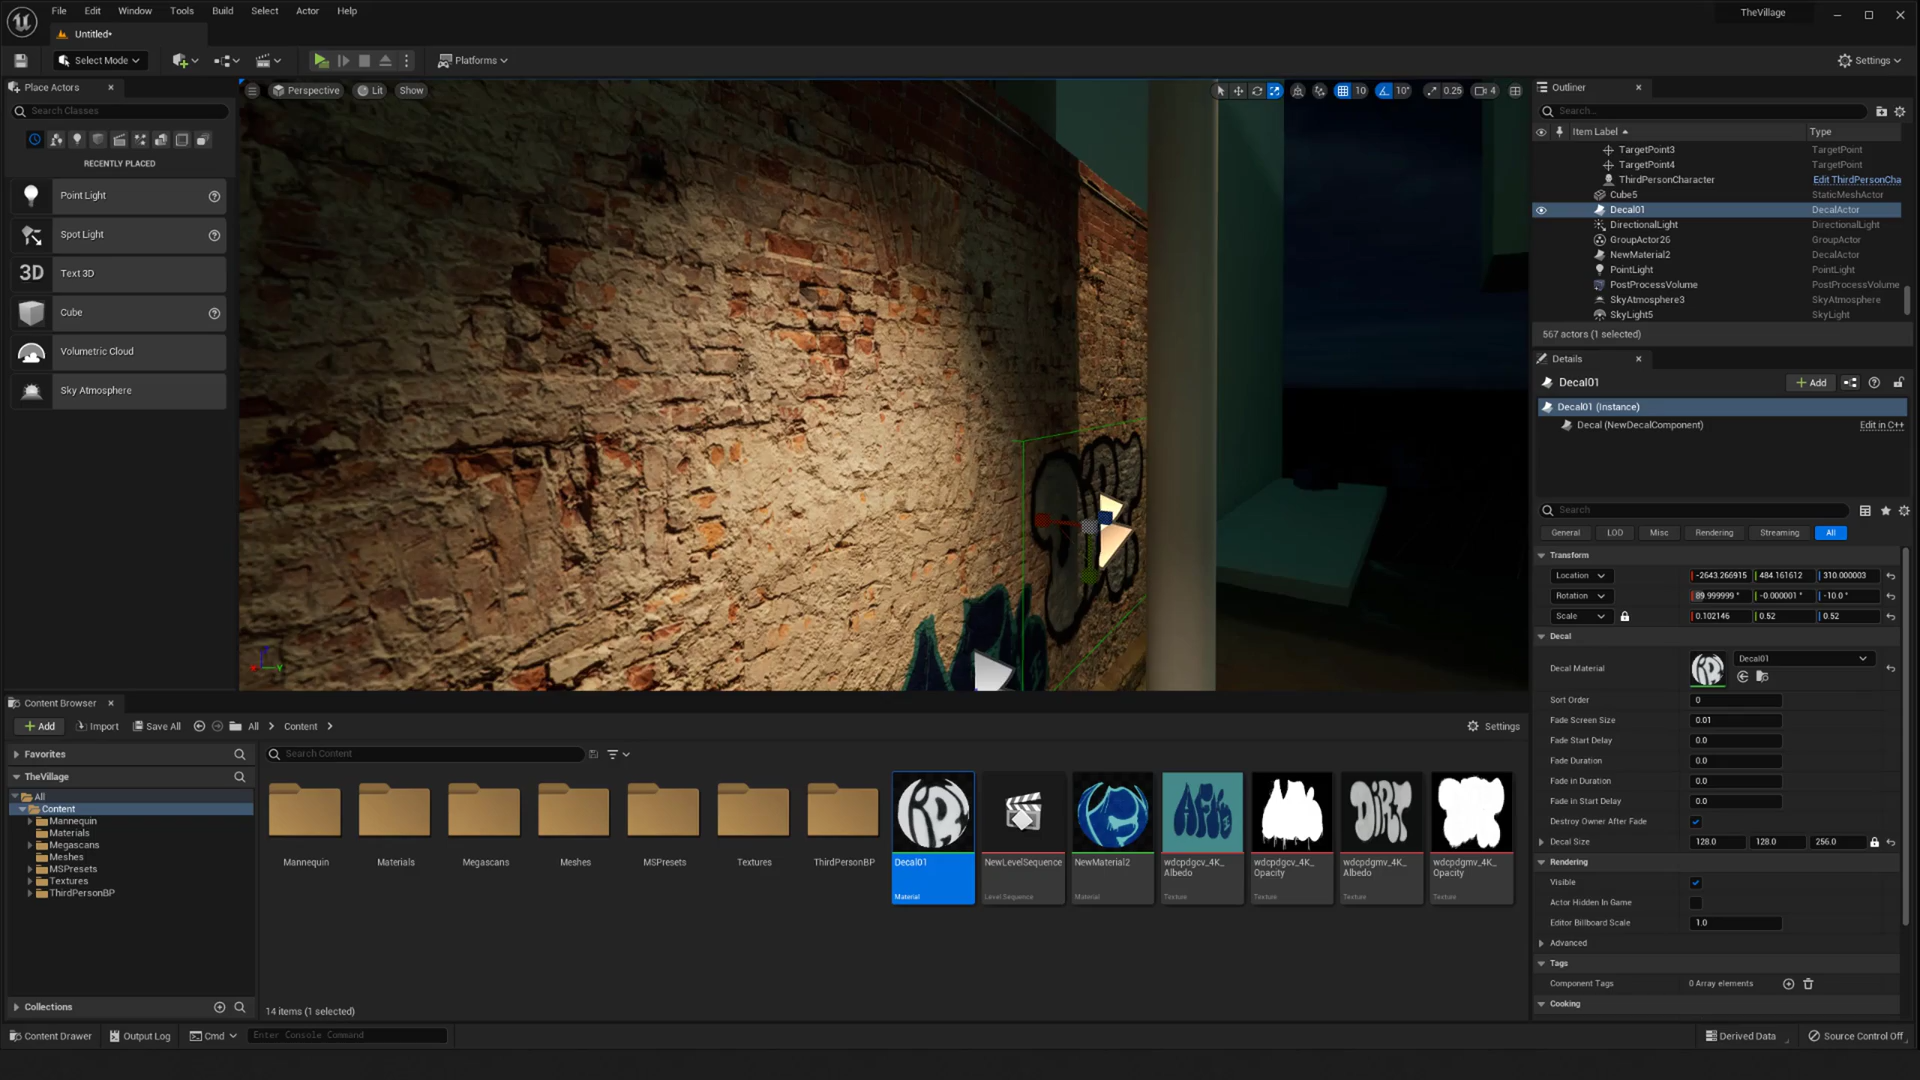 File Edit Window Tools Build Select Actor Help
TheVillage
Untitled*
Select Mode
Platforms
Settings
Place Actors
Search Classes
RECENTLY PLACED
Point Light
Spot Light
3D Text 3D
Cube
Volumetric Cloud
Sky Atmosphere
Perspective Lit Show
10 10° 0.25 4
Outliner
Search...
Item Label Type
TargetPoint3 TargetPoint
TargetPoint4 TargetPoint
ThirdPersonCharacter Edit ThirdPersonCha
Cube5 StaticMeshActor
Decal01 DecalActor
DirectionalLight DirectionalLight
GroupActor26 GroupActor
NewMaterial2 DecalActor
PointLight PointLight
PostProcessVolume PostProcessVolume
SkyAtmosphere3 SkyAtmosphere
SkyLight5 SkyLight
567 actors (1 selected)
Details
Decal01
Add
Decal01 (Instance)
Decal (NewDecalComponent) Edit in C++
Search
General LOD Misc Rendering Streaming All
Transform
Location -2643.266915 484.161612 310.000003
Rotation 89.999999 ° -0.000001 ° -10.0 °
Scale 0.102146 0.52 0.52
Decal
Decal Material Decal01
Sort Order 0
Fade Screen Size 0.01
Fade Start Delay 0.0
Fade Duration 0.0
Fade in Duration 0.0
Fade in Start Delay 0.0
Destroy Owner After Fade
Decal Size 128.0 128.0 256.0
Rendering
Visible
Actor Hidden In Game
Editor Billboard Scale 1.0
Advanced
Tags
Component Tags 0 Array elements
Cooking
Content Browser
Add Import Save All All Content
Settings
Favorites
TheVillage
All
Content
Mannequin
Materials
Megascans
Meshes
MSPresets
Textures
ThirdPersonBP
Collections
Search Content
Mannequin Materials Megascans Meshes MSPresets Textures ThirdPersonBP
Decal01
Material
NewLevelSequence
Level Sequence
NewMaterial2
Material
wdcpdgcv_4K_
Albedo
Texture
wdcpdgcv_4K_
Opacity
Texture
DIRT
wdcpdgmv_4K_
Albedo
Texture
wdcpdgmv_4K_
Opacity
Texture
14 items (1 selected)
Content Drawer Output Log Cmd Enter Console Command
Derived Data Source Control Off